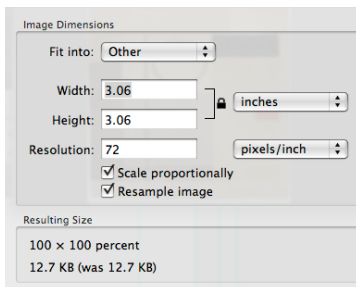 Image Dimensions
Fit into: Other
Width: 3.06
inches
Height: 3.06
Resolution: 72 pixels/inch
Scale proportionally
Resample image
Resulting Size
100 × 100 percent
12.7 KB (was 12.7 KB)